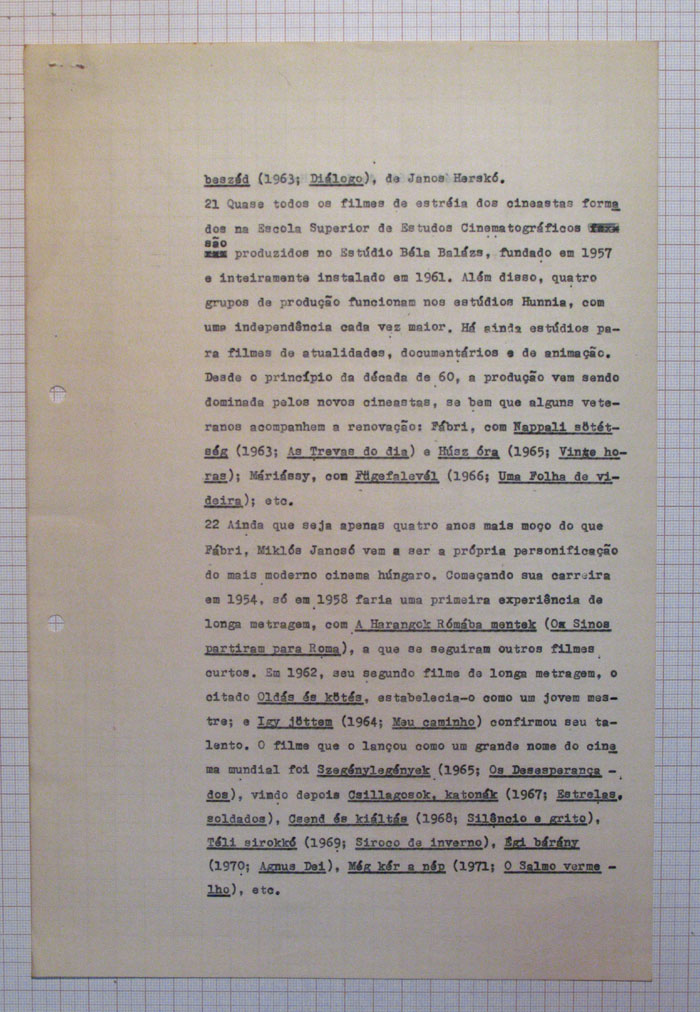 beszéd (1963; Diálogo), de Janos Herskó.
21 Quase todos os filmes de estréia dos cineastas forma
dos na Escola Superior de Estudos Cinematográficos
são
produzidos no Estúdio Béla Balázs, fundado em 1957
e inteiramente instalado em 1961. Além disso, quatro
grupos de produção funcionam nos estúdios Hunnia, com
uma independência cada vez maior. Há ainda estúdios pa-
ra filmes de atualidades, documentários e de animação.
Desde o princípio da década de 60, a produção vem sendo
dominada pelos novos cineastas, se bem que alguns vete-
ranos acompanhem a renovação: Fábri, com Nappali sötét-
ség (1963; As Trevas do dia) e Húsz óra (1965; Vinte ho-
ras); Máriássy, com Fügefalevél (1966; Uma Folha de vi-
deira); etc.
22 Ainda que seja apenas quatro anos mais moço do que
Fábri, Miklós Jancsó vem a ser a própria personificação
do mais moderno cinema húngaro. Começando sua carreira
em 1954, só em 1958 faria uma primeira experiência de
longa metragem, com A Harangok Rómába mentek (Os Sinos
partiram para Roma), a que se seguiram outros filmes
curtos. Em 1962, seu segundo filme de longa metragem, o
citado Oldás és kötés, estabelecia-o como um jovem mes-
tre; e Igy jöttem (1964; Meu caminho) confirmou seu ta-
lento. O filme que o lançou como um grande nome do cine
ma mundial foi Szegénylegények (1965; Os Desesperança -
dos), vindo depois Csillagosok, katonák (1967; Estrelas,
soldados), Csend és kiáltás (1968; Silêncio e grito),
Téli sirokkó (1969; Siroco de inverno), Égi bárány
(1970; Agnus Dei), Még kér a nép (1971; O Salmo verme -
lho), etc.